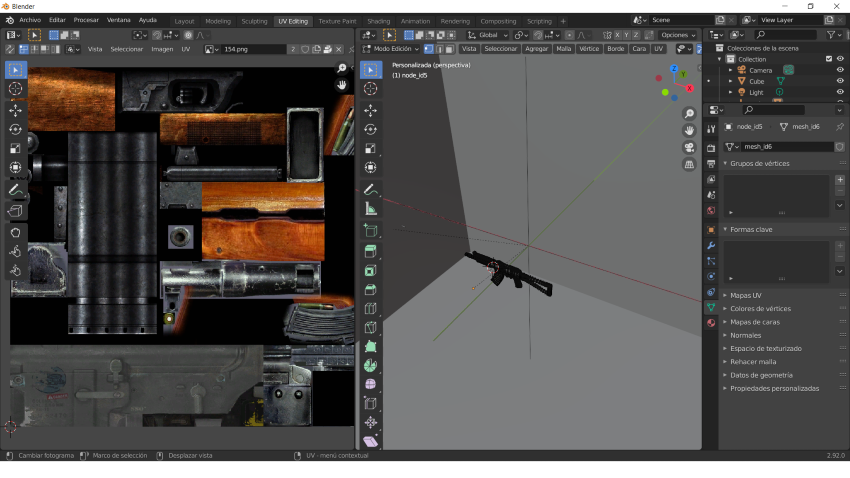 Blender
Archivo Editar Procesar Ventana Ayuda Layout Modeling Sculpting UV Editing Texture Paint Shading Animation Rendering Compositing Scripting + Scene View Layer
Global X Y Z Opciones
Vista Seleccionar Imagen UV 154.png 2
Modo Edición Vista Seleccionar Agregar Malla Vértice Borde Cara UV
Personalizada (perspectiva)
(1) node_id5
Z
Y
X
Colecciones de la escena
Collection
Camera
Cube
Light
node_id5 mesh_id6
mesh_id6
Grupos de vértices
Formas clave
Mapas UV
Colores de vértices
Mapas de caras
Normales
Espacio de texturizado
Rehacer malla
Datos de geometría
Propiedades personalizadas
Cambiar fotograma Marco de selección Desplazar vista UV - menú contextual 2.92.0